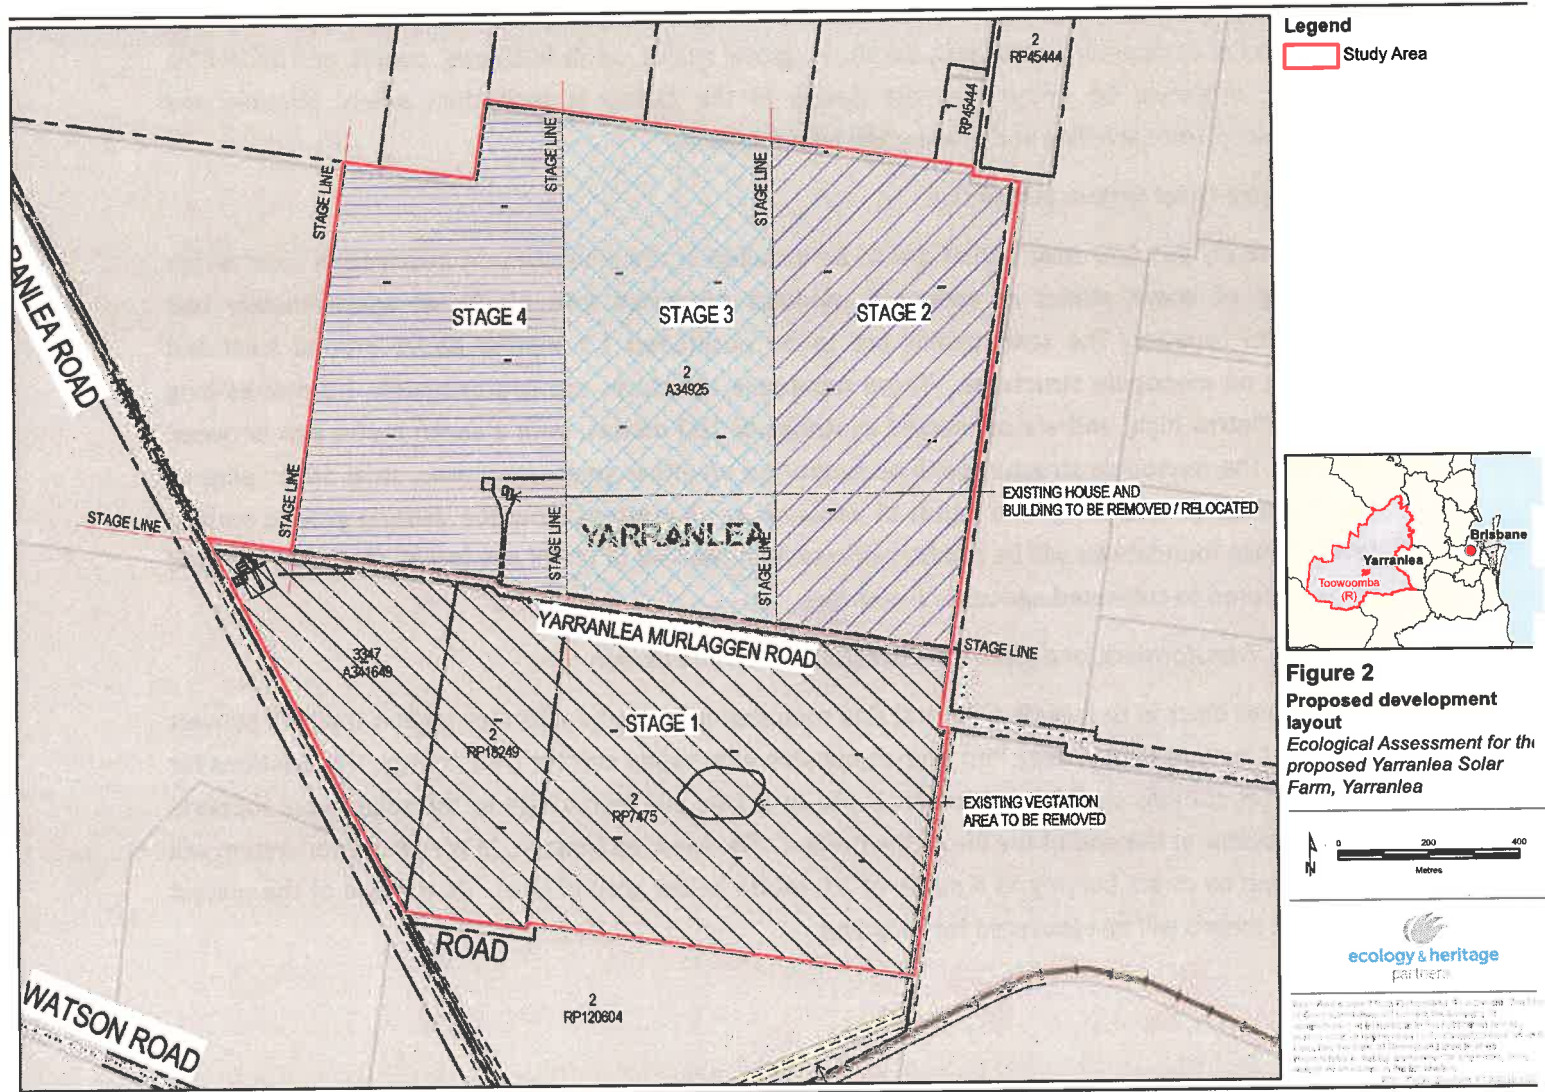 Legend
Study Area
2
RP45444
RP45444
STAGE LINE
STAGE LINE
STAGE LINE
STAGE 4
STAGE 3
STAGE 2
2
A34925
RANLEA ROAD
YARRANLEA ROAD
STAGE LINE
STAGE LINE
STAGE LINE
STAGE LINE
YARRANLEA
EXISTING HOUSE AND
BUILDING TO BE REMOVED / RELOCATED
YARRANLEA MURLAGGEN ROAD
STAGE LINE
3347
A341649
2
RP18249
STAGE 1
2
RP7475
EXISTING VEGTATION
AREA TO BE REMOVED
ROAD
2
RP120604
WATSON ROAD
Brisbane
Yarranlea
Toowoomba
(R)
Figure 2
Proposed development
layout
Ecological Assessment for the
proposed Yarranlea Solar
Farm, Yarranlea
N
0 200 400
Metres
ecology & heritage
partners